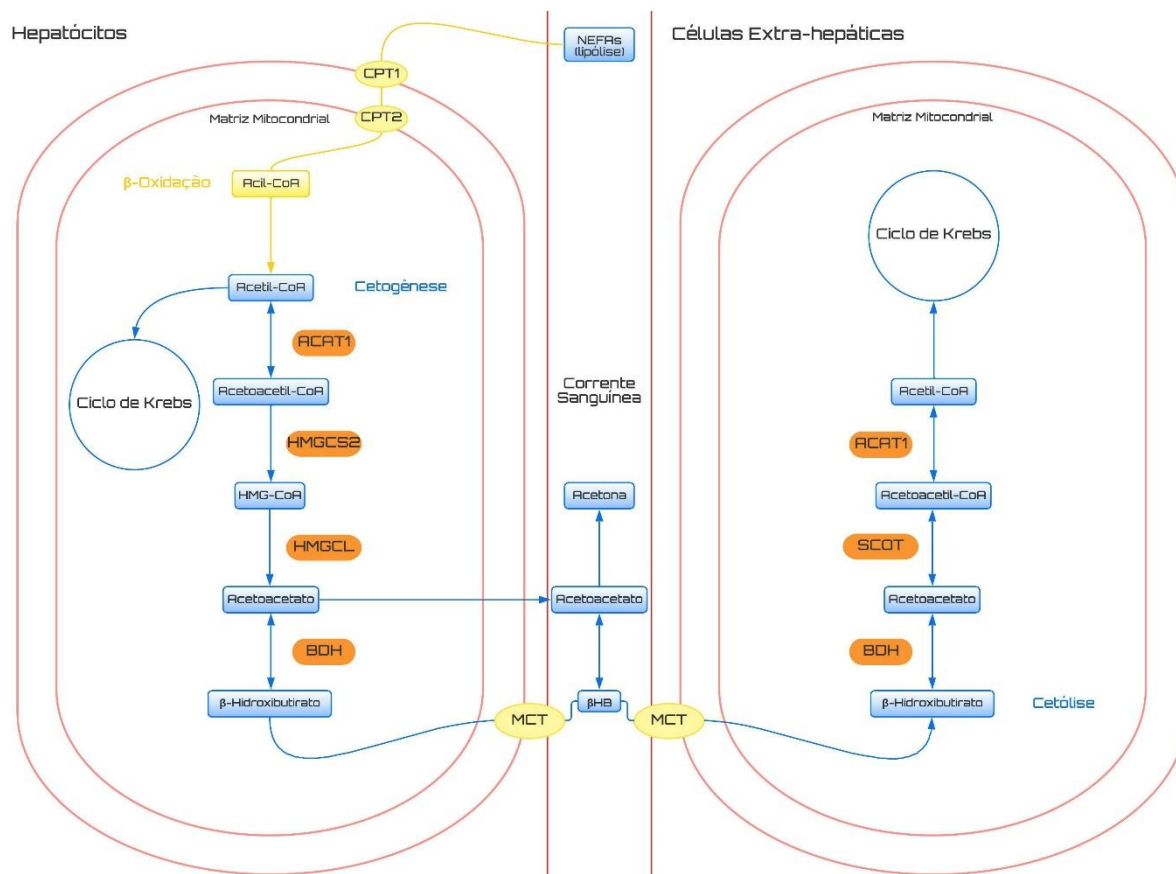 Hepatócitos
NEFAs
(lipólise)
Células Extra-hepáticas
CPT1
CPT2
Matriz Mitocondrial
β-Oxidação
Acil-CoA
Acetil-CoA
Cetogênese
ACAT1
Ciclo de Krebs
Acetoacetil-CoA
HMGCS2
HMG-CoA
HMGCL
Acetoacetato
BDH
β-Hidroxibutirato
MCT
Corrente
Sanguínea
Acetona
Acetoacetato
βHB
MCT
Matriz Mitocondrial
Ciclo de Krebs
Acetil-CoA
ACAT1
Acetoacetil-CoA
SCOT
Acetoacetato
BDH
β-Hidroxibutirato
Cetólise